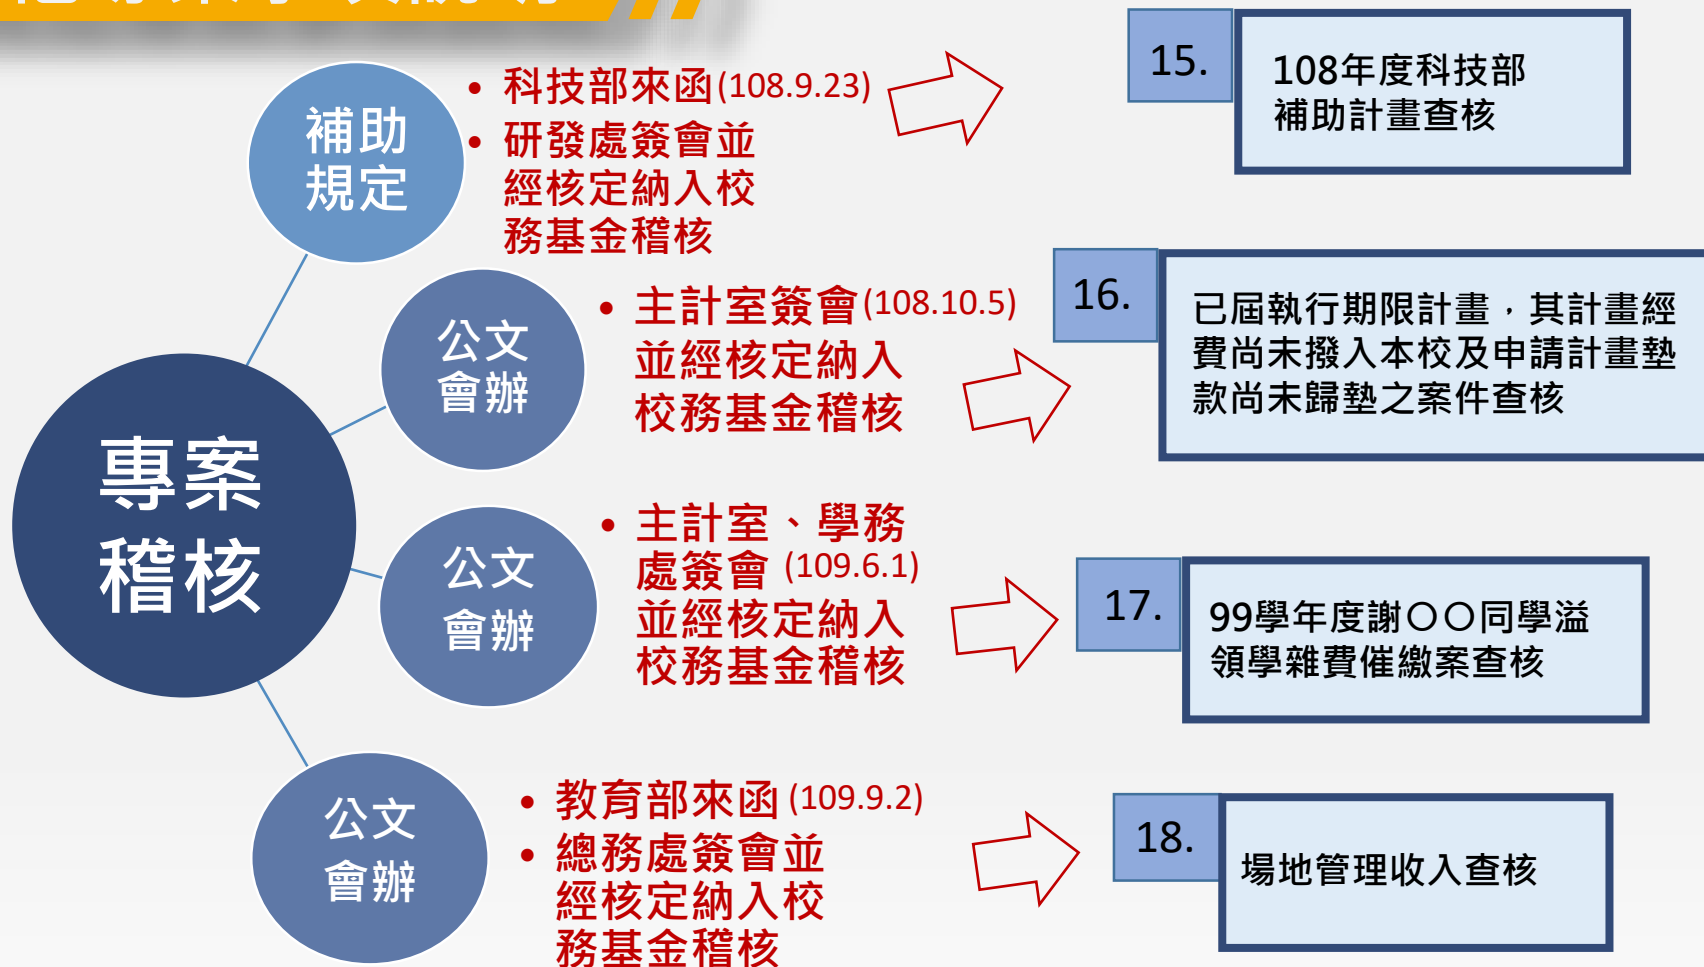 補助
規定
• 科技部來函(108.9.23)
• 研發處簽會並
經核定納入校
務基金稽核
15.
108年度科技部
補助計畫查核
公文
會辦
• 主計室簽會(108.10.5)
並經核定納入
校務基金稽核
16.
已屆執行期限計畫，其計畫經
費尚未撥入本校及申請計畫墊
款尚未歸墊之案件查核
專案
稽核
公文
會辦
• 主計室、學務
處簽會 (109.6.1)
並經核定納入
校務基金稽核
17.
99學年度謝○○同學溢
領學雜費催繳案查核
公文
會辦
• 教育部來函(109.9.2)
• 總務處簽會並
經核定納入校
務基金稽核
18.
場地管理收入查核